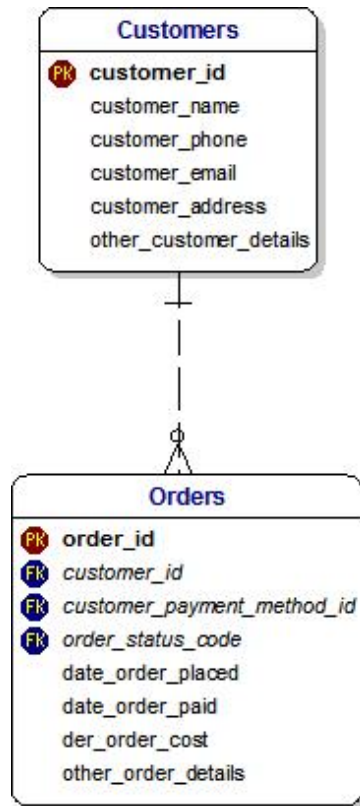 Customers
PK customer_id
customer_name
customer_phone
customer_email
customer_address
other_customer_details
Orders
PK order_id
FK customer_id
FK customer_payment_method_id
FK order_status_code
date_order_placed
date_order_paid
der_order_cost
other_order_details